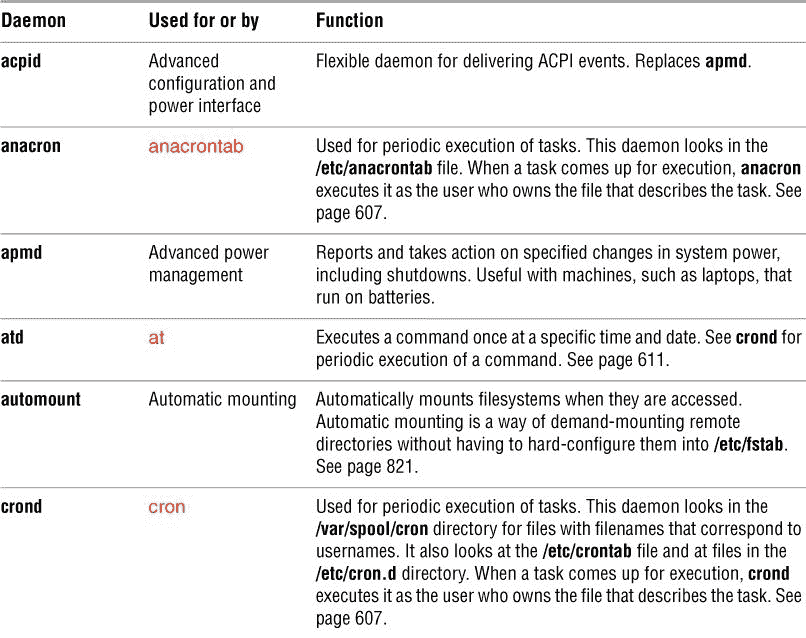 Daemon Used for or by Function
acpid Advanced Flexible daemon for delivering ACPI events. Replaces apmd.
configuration and
power interface
anacron anacrontab Used for periodic execution of tasks. This daemon looks in the
/etc/anacrontab file. When a task comes up for execution, anacron
executes it as the user who owns the file that describes the task. See
page 607.
apmd Advanced power Reports and takes action on specified changes in system power,
management including shutdowns. Useful with machines, such as laptops, that
run on batteries.
atd at Executes a command once at a specific time and date. See crond for
periodic execution of a command. See page 611.
automount Automatic mounting Automatically mounts filesystems when they are accessed.
Automatic mounting is a way of demand-mounting remote
directories without having to hard-configure them into /etc/fstab.
See page 821.
crond cron Used for periodic execution of tasks. This daemon looks in the
/var/spool/cron directory for files with filenames that correspond to
usernames. It also looks at the /etc/crontab file and at files in the
/etc/cron.d directory. When a task comes up for execution, crond
executes it as the user who owns the file that describes the task. See
page 607.